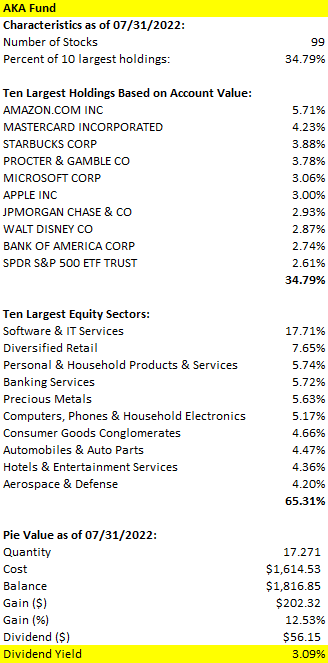 AKA Fund
Characteristics as of 07/31/2022:
Number of Stocks 99
Percent of 10 largest holdings: 34.79%
Ten Largest Holdings Based on Account Value:
AMAZON.COM INC 5.71%
MASTERCARD INCORPORATED 4.23%
STARBUCKS CORP 3.88%
PROCTER & GAMBLE CO 3.78%
MICROSOFT CORP 3.06%
APPLE INC 3.00%
JPMORGAN CHASE & CO 2.93%
WALT DISNEY CO 2.87%
BANK OF AMERICA CORP 2.74%
SPDR S&P 500 ETF TRUST 2.61%
34.79%
Ten Largest Equity Sectors:
Software & IT Services 17.71%
Diversified Retail 7.65%
Personal & Household Products & Services 5.74%
Banking Services 5.72%
Precious Metals 5.63%
Computers, Phones & Household Electronics 5.17%
Consumer Goods Conglomerates 4.66%
Automobiles & Auto Parts 4.47%
Hotels & Entertainment Services 4.36%
Aerospace & Defense 4.20%
65.31%
Pie Value as of 07/31/2022:
Quantity 17.271
Cost $1,614.53
Balance $1,816.85
Gain ($) $202.32
Gain (%) 12.53%
Dividend ($) $56.15
Dividend Yield 3.09%